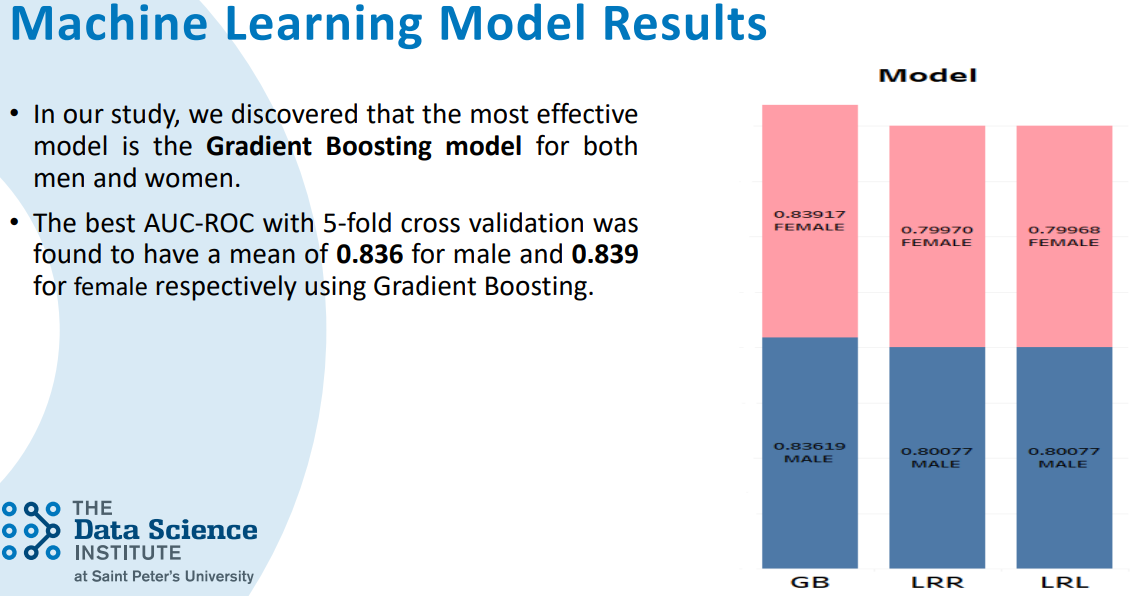 Machine Learning Model Results
• In our study, we discovered that the most effective
model is the Gradient Boosting model for both
men and women.
• The best AUC-ROC with 5-fold cross validation was
found to have a mean of 0.836 for male and 0.839
for female respectively using Gradient Boosting.
Model
0.83917
FEMALE
0.79970
FEMALE
0.79968
FEMALE
0.83619
MALE
0.80077
MALE
0.80077
MALE
GB
LRR
LRL
THE
Data Science
INSTITUTE
at Saint Peter's University